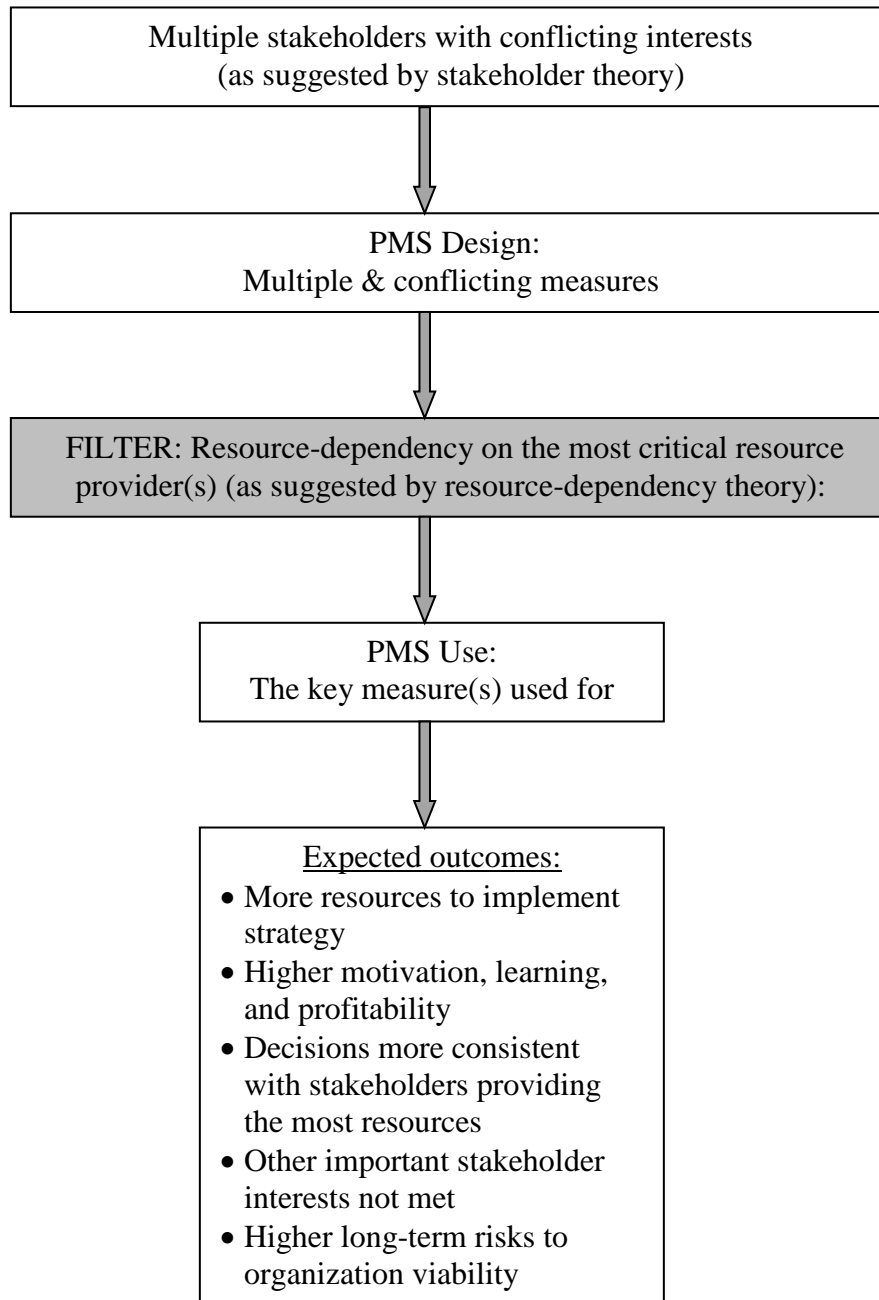 Multiple stakeholders with conflicting interests
(as suggested by stakeholder theory)
PMS Design:
Multiple & conflicting measures
FILTER: Resource-dependency on the most critical resource
provider(s) (as suggested by resource-dependency theory):
PMS Use:
The key measure(s) used for
Expected outcomes:
• More resources to implement
strategy
• Higher motivation, learning,
and profitability
• Decisions more consistent
with stakeholders providing
the most resources
• Other important stakeholder
interests not met
• Higher long-term risks to
organization viability